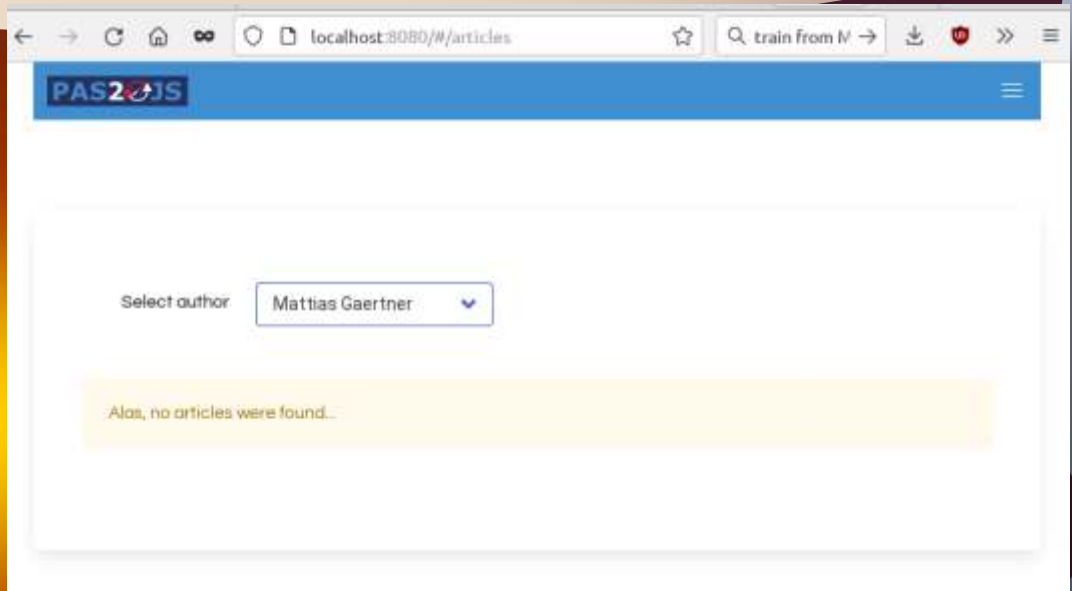 localhost:8080/#/articles
train from M
PAS2JS
Select author
Mattias Gaertner
Alas, no articles were found...